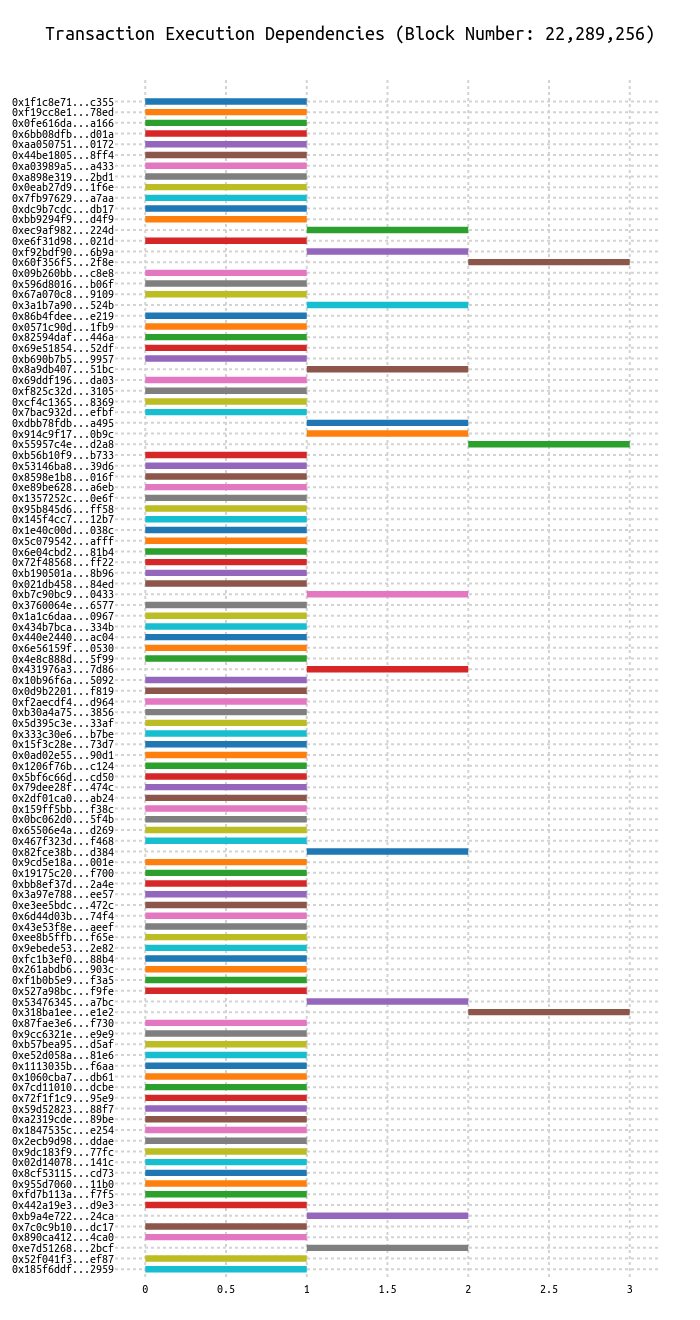 Transaction Execution Dependencies (Block Number: 22,289,256)
0x1f1c8e71...c355
0xf19cc8e1...78ed
0x0fe616da...a166
0x6bb08dfb...d01a
0xaa050751...0172
0x44be1805...8ff4
0xa03989a5...a433
0xa898e319...2bd1
0x0eab27d9...1f6e
0x7fb97629...a7aa
0xdc9b7cdc...db17
0xbb9294f9...d4f9
0xec9af982...224d
0xe6f31d98...021d
0xf92bdf90...6b9a
0x60f356f5...2f8e
0x09b260bb...c8e8
0x596d8016...b06f
0x67a070c8...9109
0x3a1b7a90...524b
0x86b4fdee...e219
0x0571c90d...1fb9
0x82594daf...446a
0x69e51854...52df
0xb690b7b5...9957
0x8a9db407...51bc
0x69ddf196...da03
0xf825c32d...3105
0xcf4c1365...8369
0x7bac932d...efbf
0xdbb78fdb...a495
0x914c9f17...0b9c
0x55957c4e...d2a8
0xb56b10f9...b733
0x53146ba8...39d6
0x8598e1b8...016f
0xe89be628...a6eb
0x1357252c...0e6f
0x95b845d6...ff58
0x145f4cc7...12b7
0x1e40c00d...038c
0x5c079542...afff
0x6e04cbd2...81b4
0x72f48568...ff22
0xb190501a...8b96
0x021db458...84ed
0xb7c90bc9...0433
0x3760064e...6577
0x1a1c6daa...0967
0x434b7bca...334b
0x440e2440...ac04
0x6e56159f...0530
0x4e8c888d...5f99
0x431976a3...7d86
0x10b96f6a...5092
0x0d9b2201...f819
0xf2aecdf4...d964
0xb30a4a75...3856
0x5d395c3e...33af
0x333c30e6...b7be
0x15f3c28e...73d7
0x0ad02e55...90d1
0x1206f76b...c124
0x5bf6c66d...cd50
0x79dee28f...474c
0x2df01ca0...ab24
0x159ff5bb...f38c
0x0bc062d0...5f4b
0x65506e4a...d269
0x467f323d...f468
0x82fce38b...d384
0x9cd5e18a...001e
0x19175c20...f700
0xbb8ef37d...2a4e
0x3a97e788...ee57
0xe3ee5bdc...472c
0x6d44d03b...74f4
0x43e53f8e...aeef
0xee8b5ffb...f65e
0x9ebede53...2e82
0xfc1b3ef0...88b4
0x261abdb6...903c
0xf1b0b5e9...f3a5
0x527a98bc...f9fe
0x53476345...a7bc
0x318ba1ee...e1e2
0x87fae3e6...f730
0x9cc6321e...e9e9
0xb57bea95...d5af
0xe52d058a...81e6
0x1113035b...f6aa
0x1060cba7...db61
0x7cd11010...dcbe
0x72f1f1c9...95e9
0x59d52823...88f7
0xa2319cde...89be
0x1847535c...e254
0x2ecb9d98...ddae
0x9dc183f9...77fc
0x02d14078...141c
0x8cf53115...cd73
0x955d7060...11b0
0xfd7b113a...f7f5
0x442a19e3...d9e3
0xb9a4e722...24ca
0x7c0c9b10...dc17
0x890ca412...4ca0
0xe7d51268...2bcf
0x52f041f3...ef87
0x185f6ddf...2959
0 0.5 1 1.5 2 2.5 3